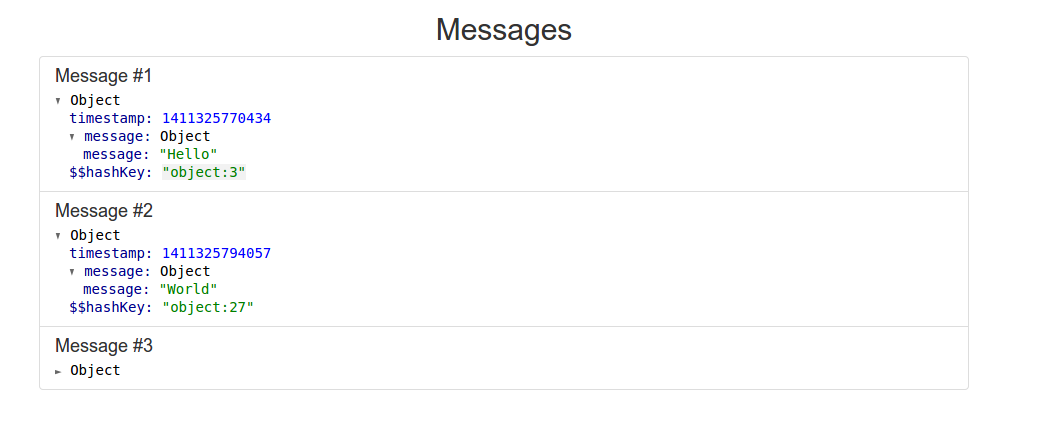 Messages
Message #1
▾ Object
timestamp: 1411325770434
▾ message: Object
message: "Hello"
$$hashKey: "object:3"
Message #2
▾ Object
timestamp: 1411325794057
▾ message: Object
message: "World"
$$hashKey: "object:27"
Message #3
► Object